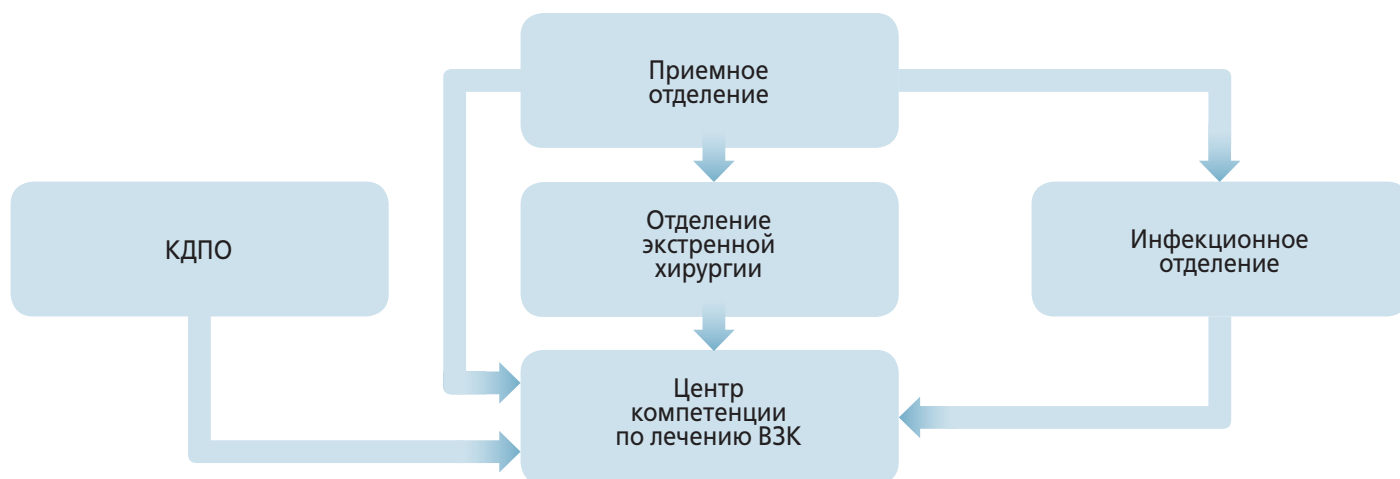 Приемное
отделение
КДПО
Отделение
экстренной
хирургии
Инфекционное
отделение
Центр
компетенции
по лечению ВЗК